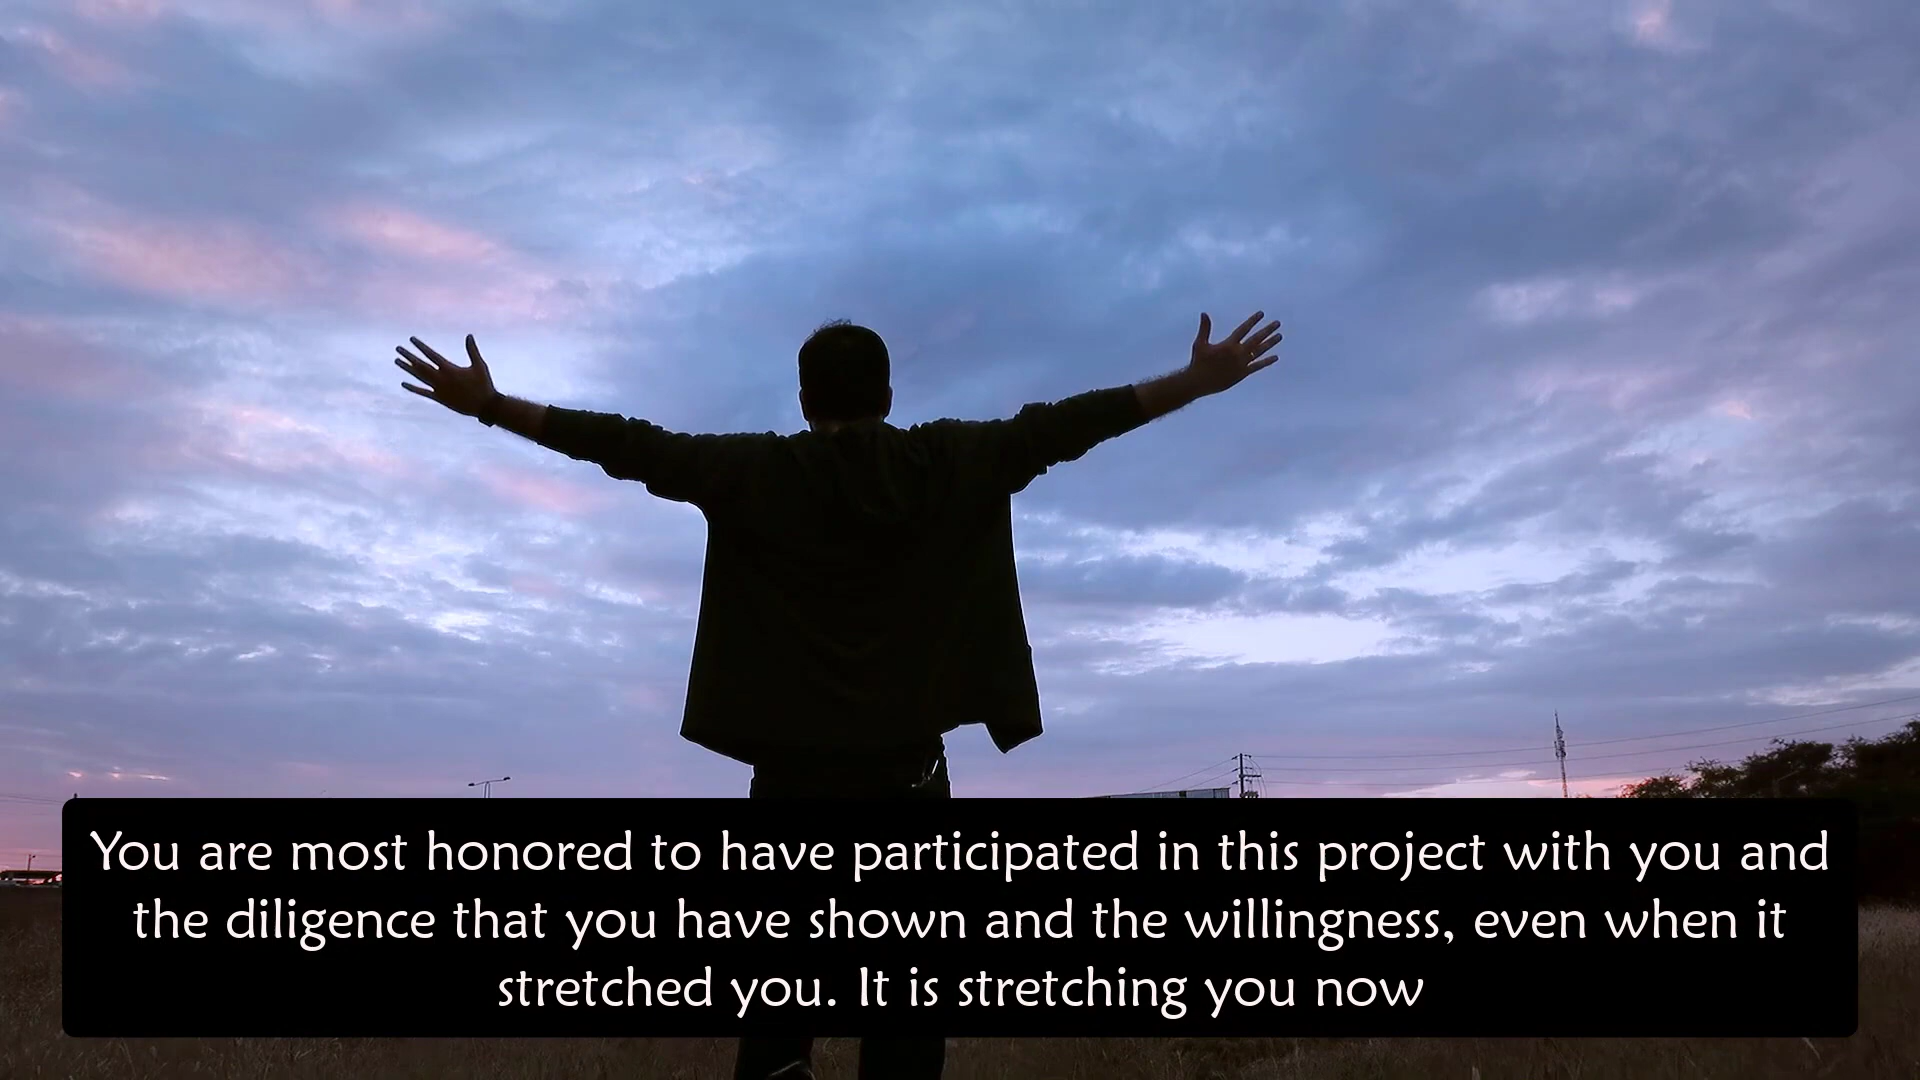 You are most honored to have participated in this project with you and
the diligence that you have shown and the willingness, even when it
stretched you. It is stretching you now